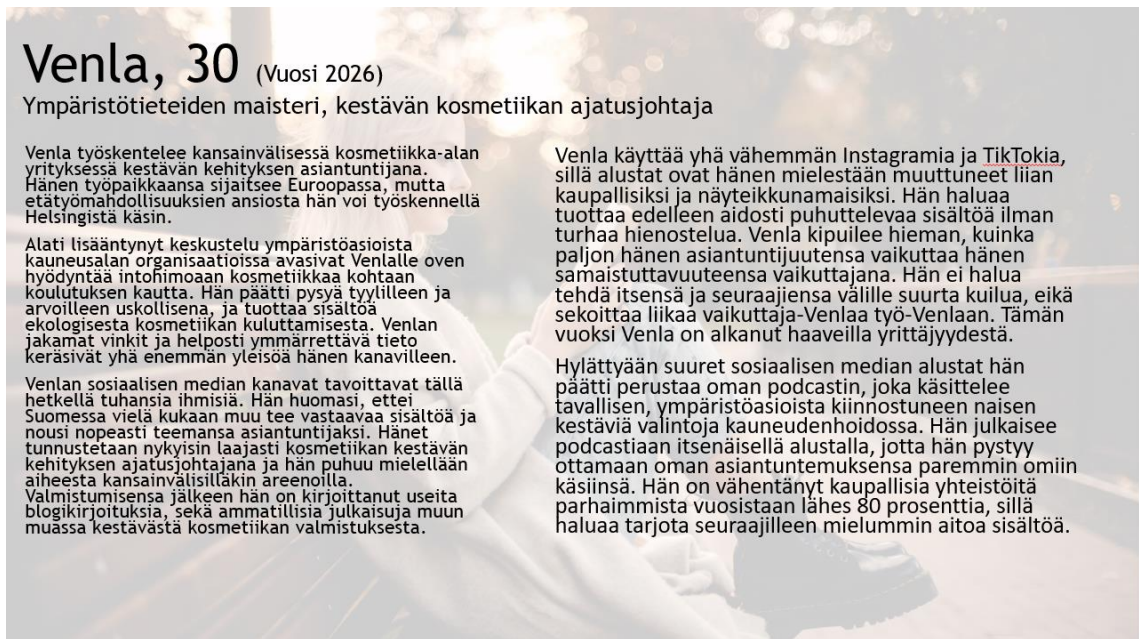 Venla, 30 (Vuosi 2026)
Ympäristötieteiden maisteri, kestävän kosmetiikan ajatusjohtaja
Venla työskentelee kansainvälisessä kosmetiikka-alan
yrityksessä kestävän kehityksen asiantuntijana.
Hänen työpaikkaansa sijaitsee Euroopassa, mutta
etätyömahdollisuuksien ansiosta hän voi työskennellä
Helsingistä käsin.
Alati lisääntynyt keskustelu ympäristöasioista
kauneusalan organisaatioissa avasivat Venlalle oven
hyödyntää intohimoaan kosmetiikkaa kohtaan
koulutuksen kautta. Hän päätti pysyä tyylilleen ja
arvoilleen uskollisena, ja tuottaa sisältöä
ekologisesta kosmetiikan kuluttamisesta. Venlan
jakamat vinkit ja helposti ymmärrettävä tieto
keräsivät yhä enemmän yleisöä hänen kanavilleen.
Venlan sosiaalisen median kanavat tavoittavat tällä
hetkellä tuhansia ihmisiä. Hän huomasi, ettei
Suomessa vielä kukaan muu tee vastaavaa sisältöä ja
nousi nopeasti teemansa asiantuntijaksi. Hänet
tunnustetaan nykyisin laajasti kosmetiikan kestävän
kehityksen ajatusjohtajana ja hän puhuu mielellään
aiheesta kansainvälisilläkin areenoilla.
Valmistumisensa jälkeen hän on kirjoittanut useita
blogikirjoituksia, sekä ammatillisia julkaisuja muun
muassa kestävästä kosmetiikan valmistuksesta.
Venla käyttää yhä vähemmän Instagramia ja TikTokia,
sillä alustat ovat hänen mielestään muuttuneet liian
kaupallisiksi ja näyteikkunamaisiksi. Hän haluaa
tuottaa edelleen aidosti puhuttelevaa sisältöä ilman
turhaa hienostelua. Venla kipuilee hieman, kuinka
paljon hänen asiantuntijuutensa vaikuttaa hänen
samaistuttavuuteensa vaikuttajana. Hän ei halua
tehdä itsensä ja seuraajiensa välille suurta kuilua, eikä
sekoittaa liikaa vaikuttaja-Venlaa työ-Venlaan. Tämän
vuoksi Venla on alkanut haaveilla yrittäjyydestä.
Hylättyään suuret sosiaalisen median alustat hän
päätti perustaa oman podcastin, joka käsittelee
tavallisen, ympäristöasioista kiinnostuneen naisen
kestäviä valintoja kauneudenhoidossa. Hän julkaisee
podcastiaan itsenäisellä alustalla, jotta hän pystyy
ottamaan oman asiantuntemuksensa paremmin omiin
käsiinsä. Hän on vähentänyt kaupallisia yhteistöitä
parhaimmista vuosistaan lähes 80 prosenttia, sillä
haluaa tarjota seuraajilleen mielummin aitoa sisältöä.